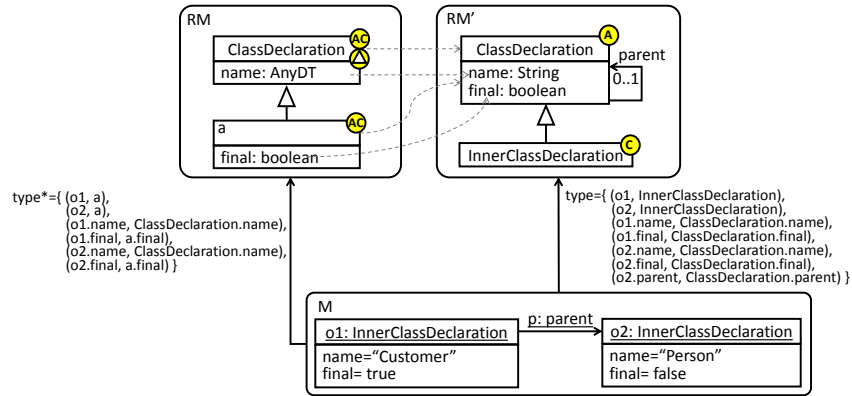 RM
AC
ClassDeclaration
name: AnyDT
AC
a
final: boolean
RM'
A
ClassDeclaration
parent
name: String
0..1
final: boolean
C
InnerClassDeclaration
type*={ (o1, a),
(o2, a),
(o1.name, ClassDeclaration.name),
(o1.final, a.final),
(o2.name, ClassDeclaration.name),
(o2.final, a.final) }
type={ (o1, InnerClassDeclaration),
(o2, InnerClassDeclaration),
(o1.name, ClassDeclaration.name),
(o1.final, ClassDeclaration.final),
(o2.name, ClassDeclaration.name),
(o2.final, ClassDeclaration.final),
(o2.parent, ClassDeclaration.parent) }
M
o1: InnerClassDeclaration
name=“Customer”
final= true
p: parent
o2: InnerClassDeclaration
name=“Person”
final= false